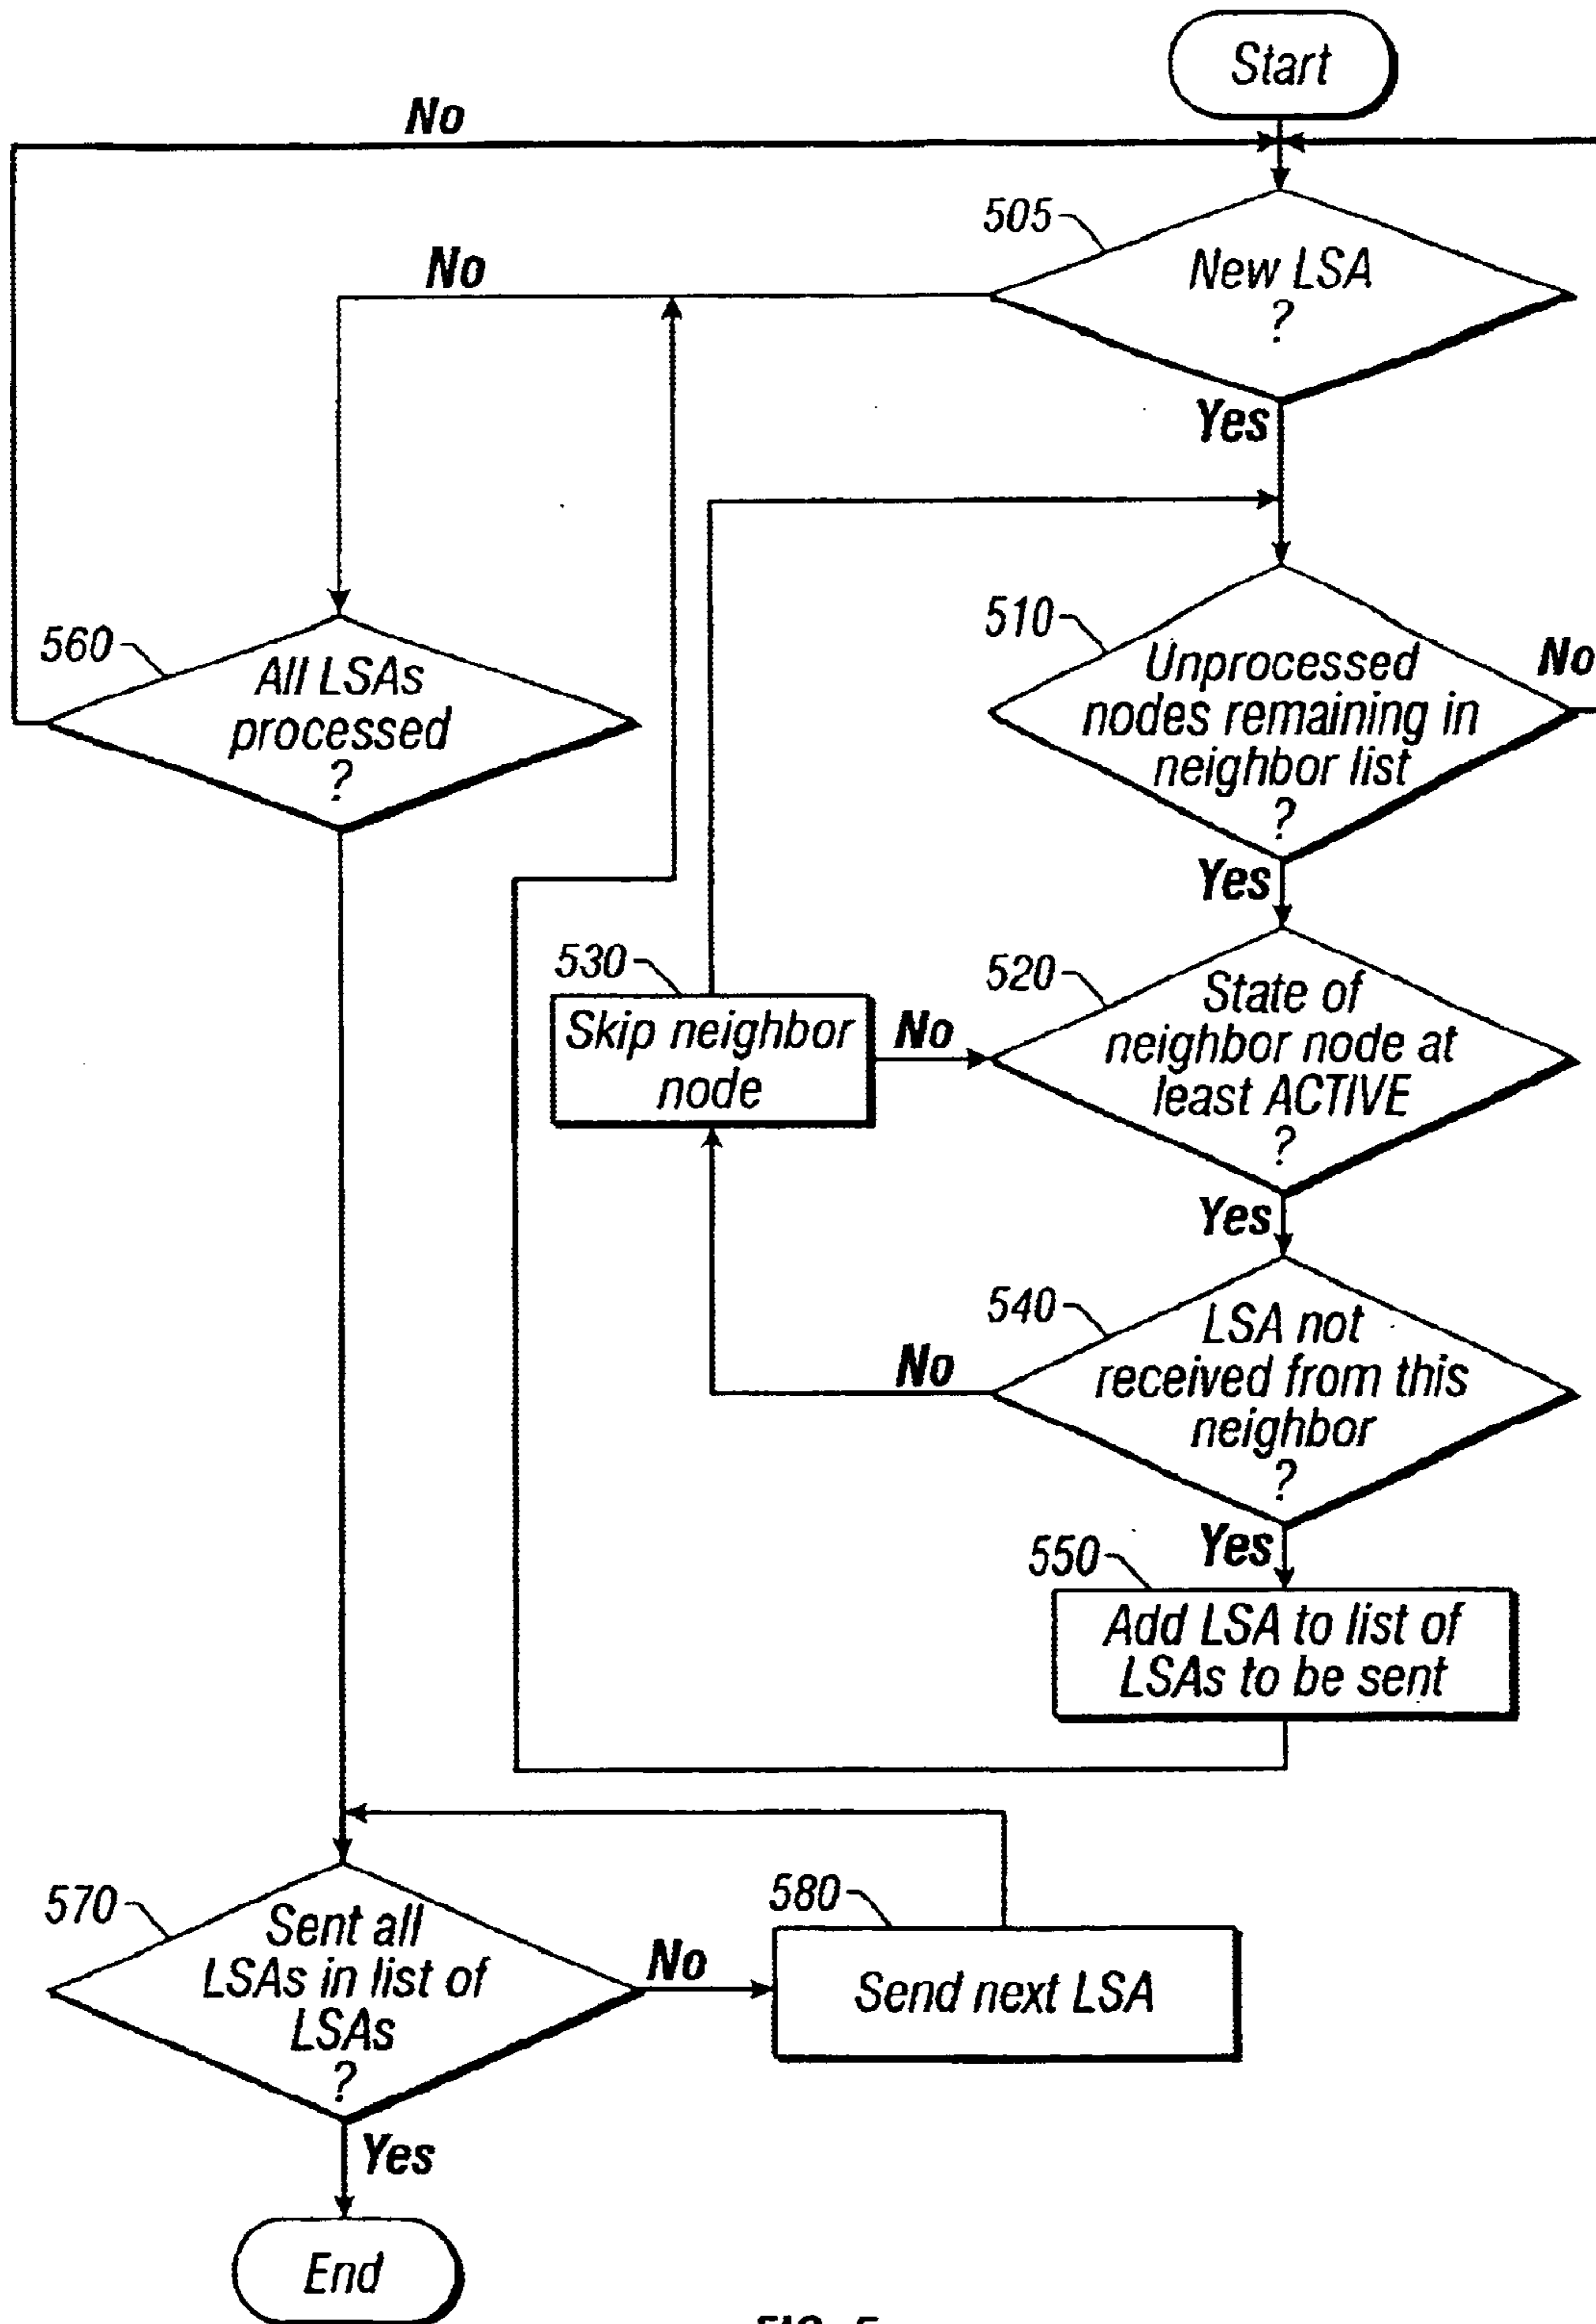 Start
No
505
New LSA
?
No
Yes
510
Unprocessed
nodes remaining in
neighbor list
?
No
Yes
560
All LSAs
processed
?
530
Skip neighbor
node
No
520
State of
neighbor node at
least ACTIVE
?
Yes
540
LSA not
received from this
neighbor
?
No
Yes
550
Add LSA to list of
LSAs to be sent
570
Sent all
LSAs in list of
LSAs
?
No
580
Send next LSA
Yes
End